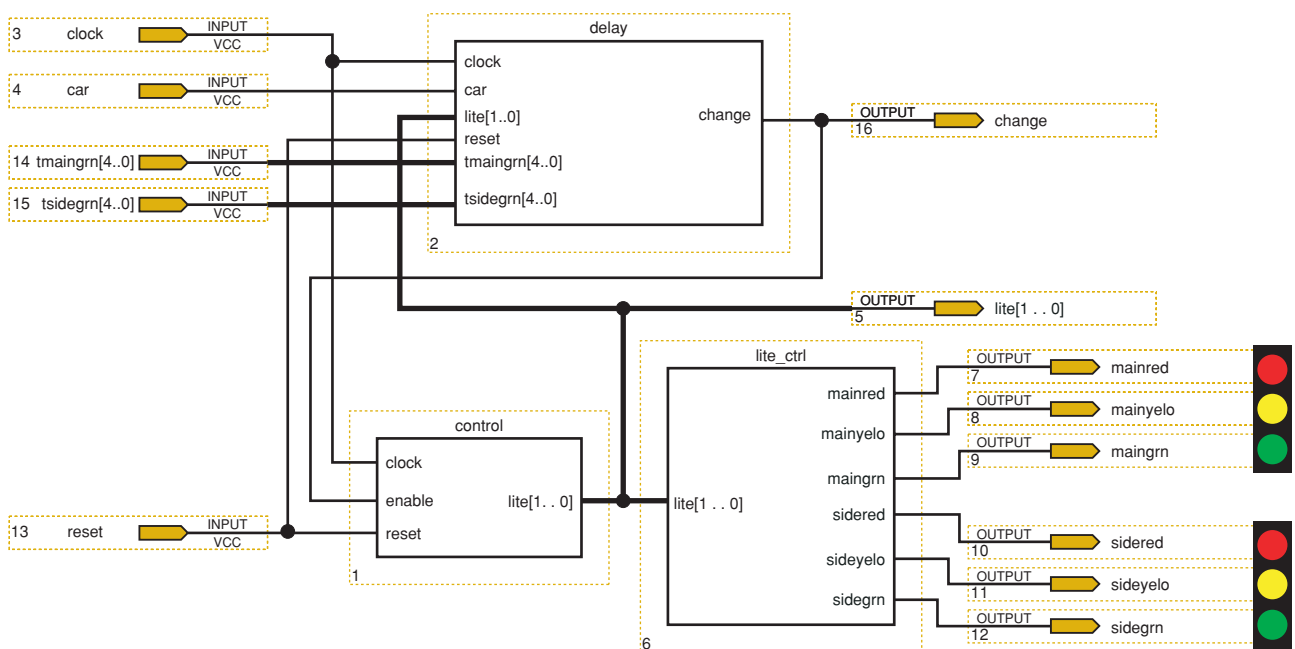 3 clock INPUT VCC
4 car INPUT VCC
14 tmaingrn[4..0] INPUT VCC
15 tsidegrn[4..0] INPUT VCC
13 reset INPUT VCC
delay
clock
car
lite[1..0]
reset
tmaingrn[4..0]
tsidegrn[4..0]
change
2
OUTPUT 16 change
OUTPUT 5 lite[1 . . 0]
control
clock
enable
reset
lite[1 . . 0]
1
lite_ctrl
lite[1 . . 0]
mainred
mainyelo
maingrn
sidered
sideyelo
sidegrn
6
OUTPUT 7 mainred
OUTPUT 8 mainyelo
OUTPUT 9 maingrn
OUTPUT 10 sidered
OUTPUT 11 sideyelo
OUTPUT 12 sidegrn